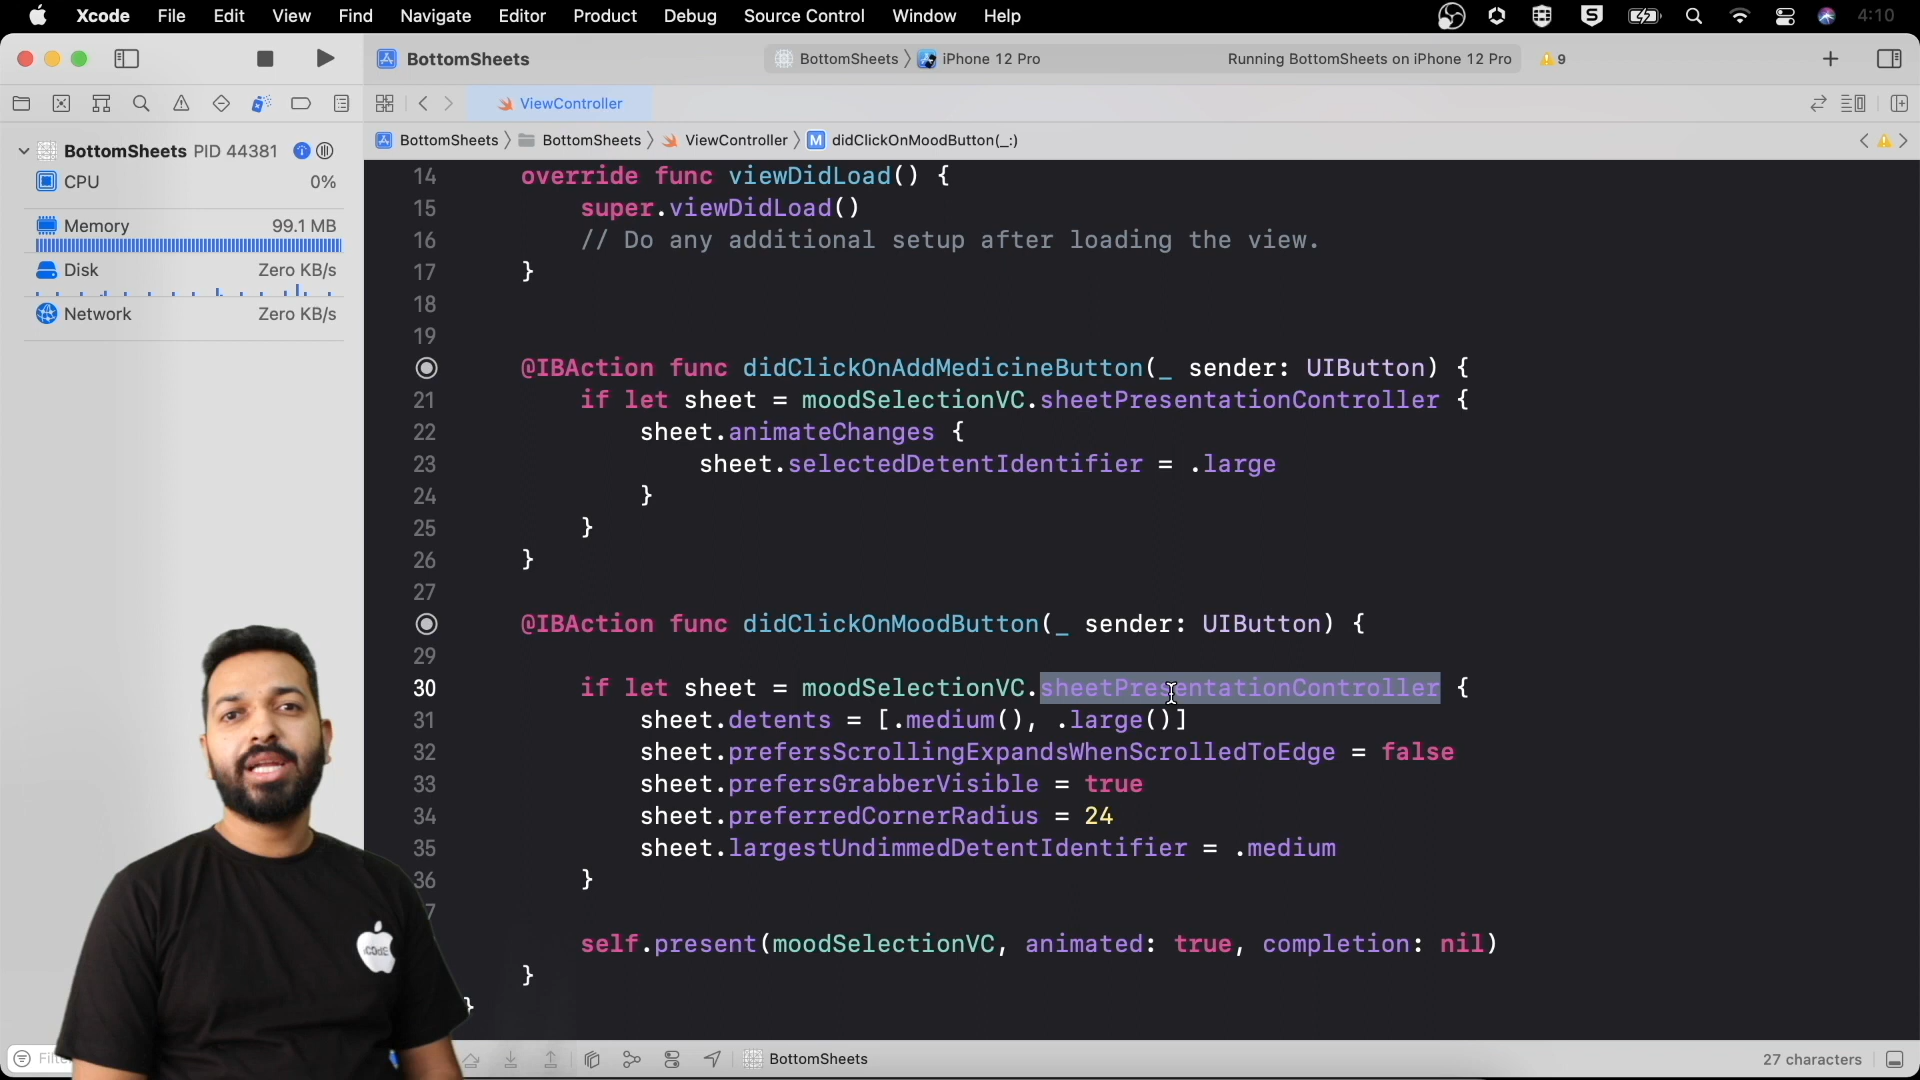 Xcode File Edit View Find Navigate Editor Product Debug Source Control Window Help 4:10
BottomSheets BottomSheets iPhone 12 Pro Running BottomSheets on iPhone 12 Pro 9
ViewController
BottomSheets BottomSheets ViewController M didClickOnMoodButton(_:)
BottomSheets PID 44381
CPU 0%
Memory 99.1 MB
Disk Zero KB/s
Network Zero KB/s
14 override func viewDidLoad() {
15 super.viewDidLoad()
16 // Do any additional setup after loading the view.
17 }
18
19
@IBAction func didClickOnAddMedicineButton(_ sender: UIButton) {
21 if let sheet = moodSelectionVC.sheetPresentationController {
22 sheet.animateChanges {
23 sheet.selectedDetentIdentifier = .large
24 }
25 }
26 }
27
@IBAction func didClickOnMoodButton(_ sender: UIButton) {
29
30 if let sheet = moodSelectionVC.sheetPresentationController {
31 sheet.detents = [.medium(), .large()]
32 sheet.prefersScrollingExpandsWhenScrolledToEdge = false
33 sheet.prefersGrabberVisible = true
34 sheet.preferredCornerRadius = 24
35 sheet.largestUndimmedDetentIdentifier = .medium
36 }
7
self.present(moodSelectionVC, animated: true, completion: nil)
}
}
iCODE
BottomSheets 27 characters